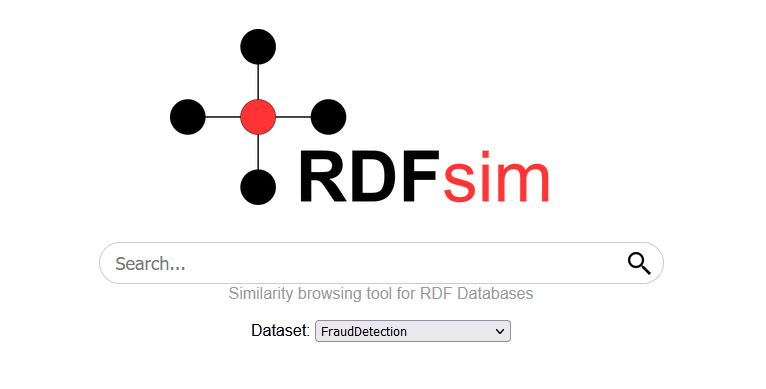 RDFsim
Search...
Similarity browsing tool for RDF Databases
Dataset: FraudDetection